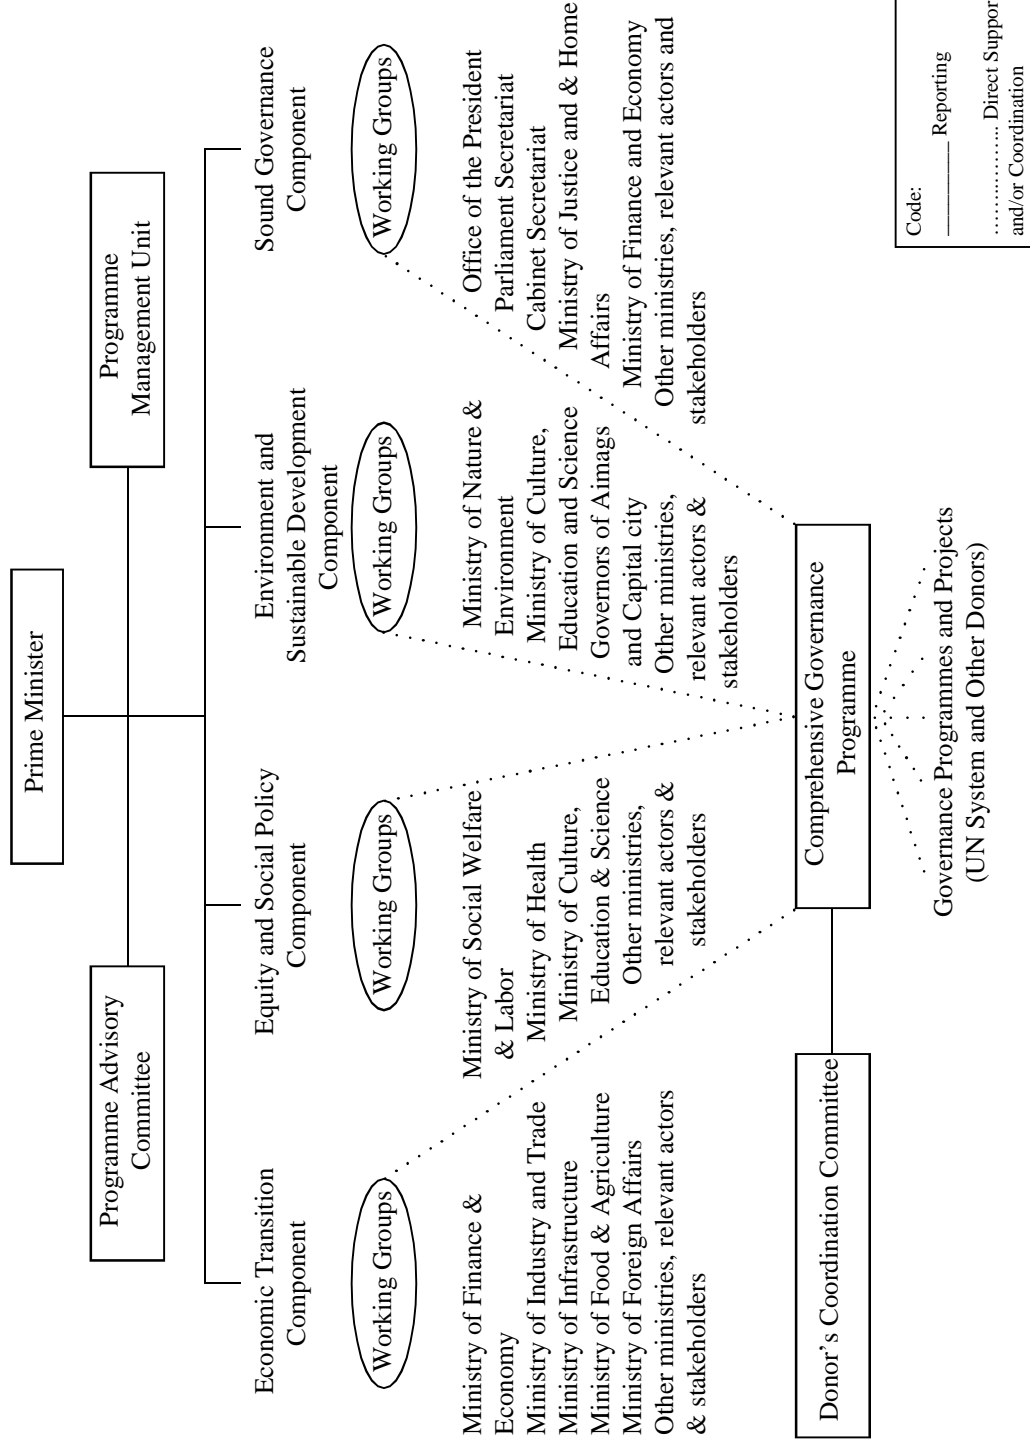 Prime Minister
Programme Advisory
Committee
Programme
Management Unit
Economic Transition
Component
Equity and Social Policy
Component
Environment and
Sustainable Development
Component
Sound Governance
Component
Working Groups
Working Groups
Working Groups
Working Groups
Ministry of Finance &
Economy
Ministry of Industry and Trade
Ministry of Infrastructure
Ministry of Food & Agriculture
Ministry of Foreign Affairs
Other ministries, relevant actors
& stakeholders
Ministry of Social Welfare
& Labor
Ministry of Health
Ministry of Culture,
Education & Science
Other ministries,
relevant actors &
stakeholders
Ministry of Nature &
Environment
Ministry of Culture,
Education and Science
Governors of Aimags
and Capital city
Other ministries,
relevant actors &
stakeholders
Office of the President
Parliament Secretariat
Cabinet Secretariat
Ministry of Justice and & Home
Affairs
Ministry of Finance and Economy
Other ministries, relevant actors and
stakeholders
Donor’s Coordination Committee
Comprehensive Governance
Programme
Governance Programmes and Projects
(UN System and Other Donors)
Code:
__________ Reporting
………..…….. Direct Suppor
and/or Coordination